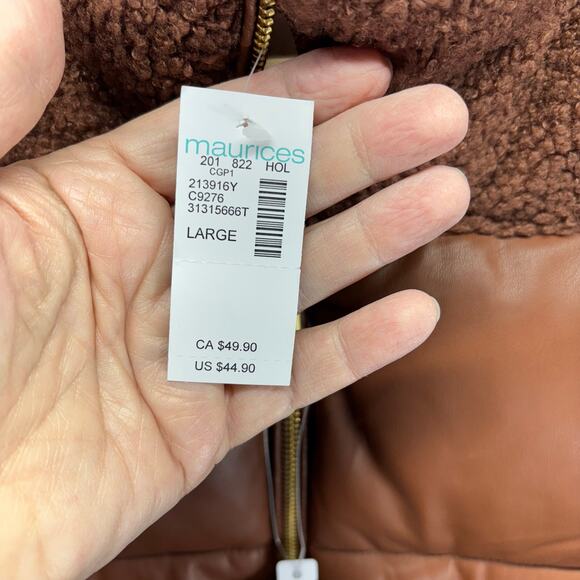 maurices
201 822 HOL
CGP1
213916Y
C9276
31315666T
LARGE
CA $49.90
US $44.90